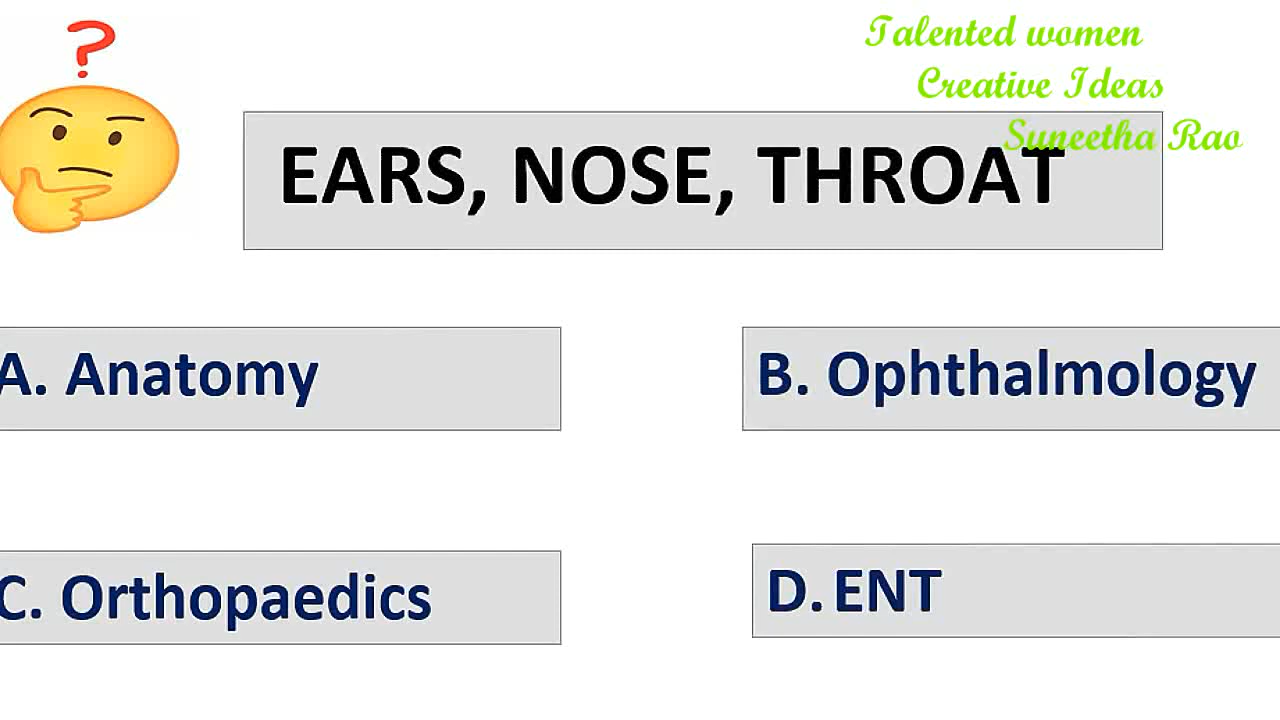 ?
Talented women
Creative Ideas
Suneetha Rao
EARS, NOSE, THROAT
A. Anatomy
B. Ophthalmology
C. Orthopaedics
D. ENT